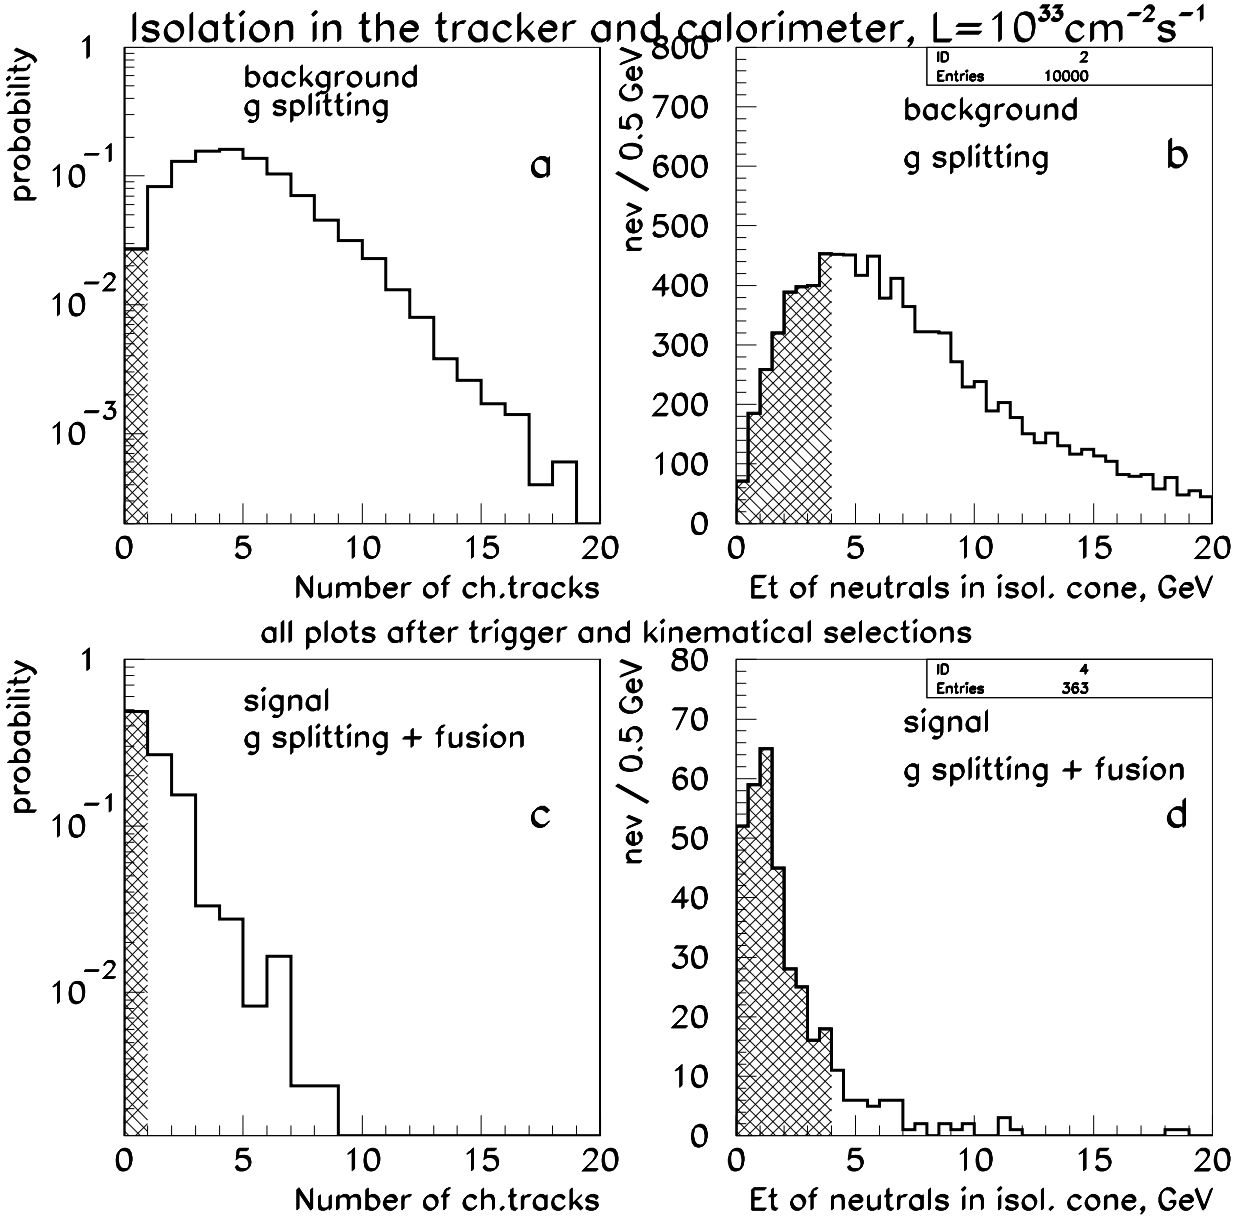 Isolation in the tracker and calorimeter, L=10³³cm⁻²s⁻¹
probability
1
10⁻¹
10⁻²
10⁻³
background
g splitting
a
0 5 10 15 20
Number of ch.tracks
nev / 0.5 GeV
800
700
600
500
400
300
200
100
0
ID 2
Entries 10000
background
g splitting
b
0 5 10 15 20
Et of neutrals in isol. cone, GeV
all plots after trigger and kinematical selections
probability
1
10⁻¹
10⁻²
signal
g splitting + fusion
c
0 5 10 15 20
Number of ch.tracks
nev / 0.5 GeV
80
70
60
50
40
30
20
10
0
ID 4
Entries 363
signal
g splitting + fusion
d
0 5 10 15 20
Et of neutrals in isol. cone, GeV